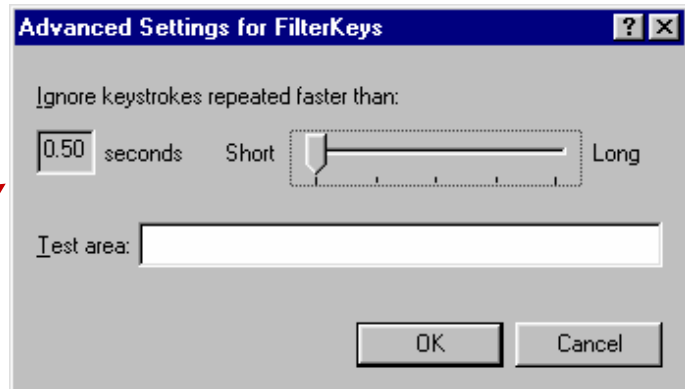 Advanced Settings for FilterKeys
Ignore keystrokes repeated faster than:
0.50 seconds Short Long
Test area:
OK Cancel